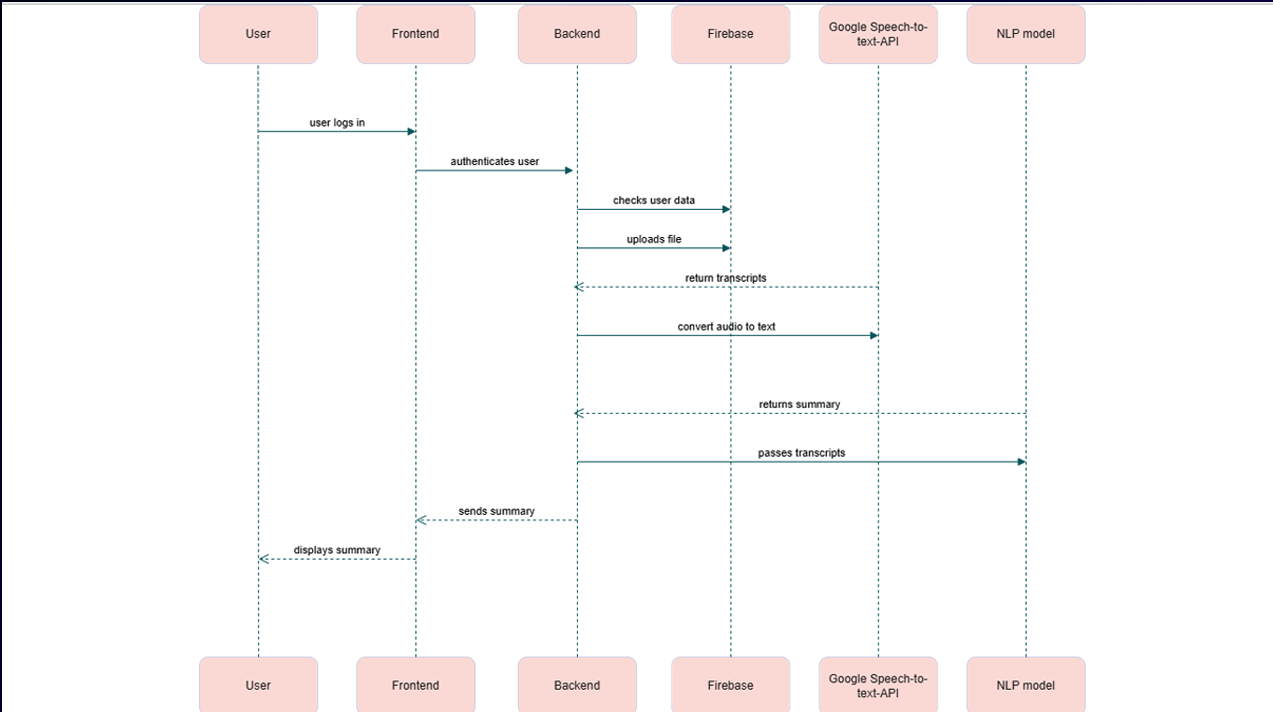 User
Frontend
Backend
Firebase
Google Speech-to-
text-API
NLP model
user logs in
authenticates user
checks user data
uploads file
return transcripts
convert audio to text
returns summary
passes transcripts
sends summary
displays summary
User
Frontend
Backend
Firebase
Google Speech-to-
text-API
NLP model